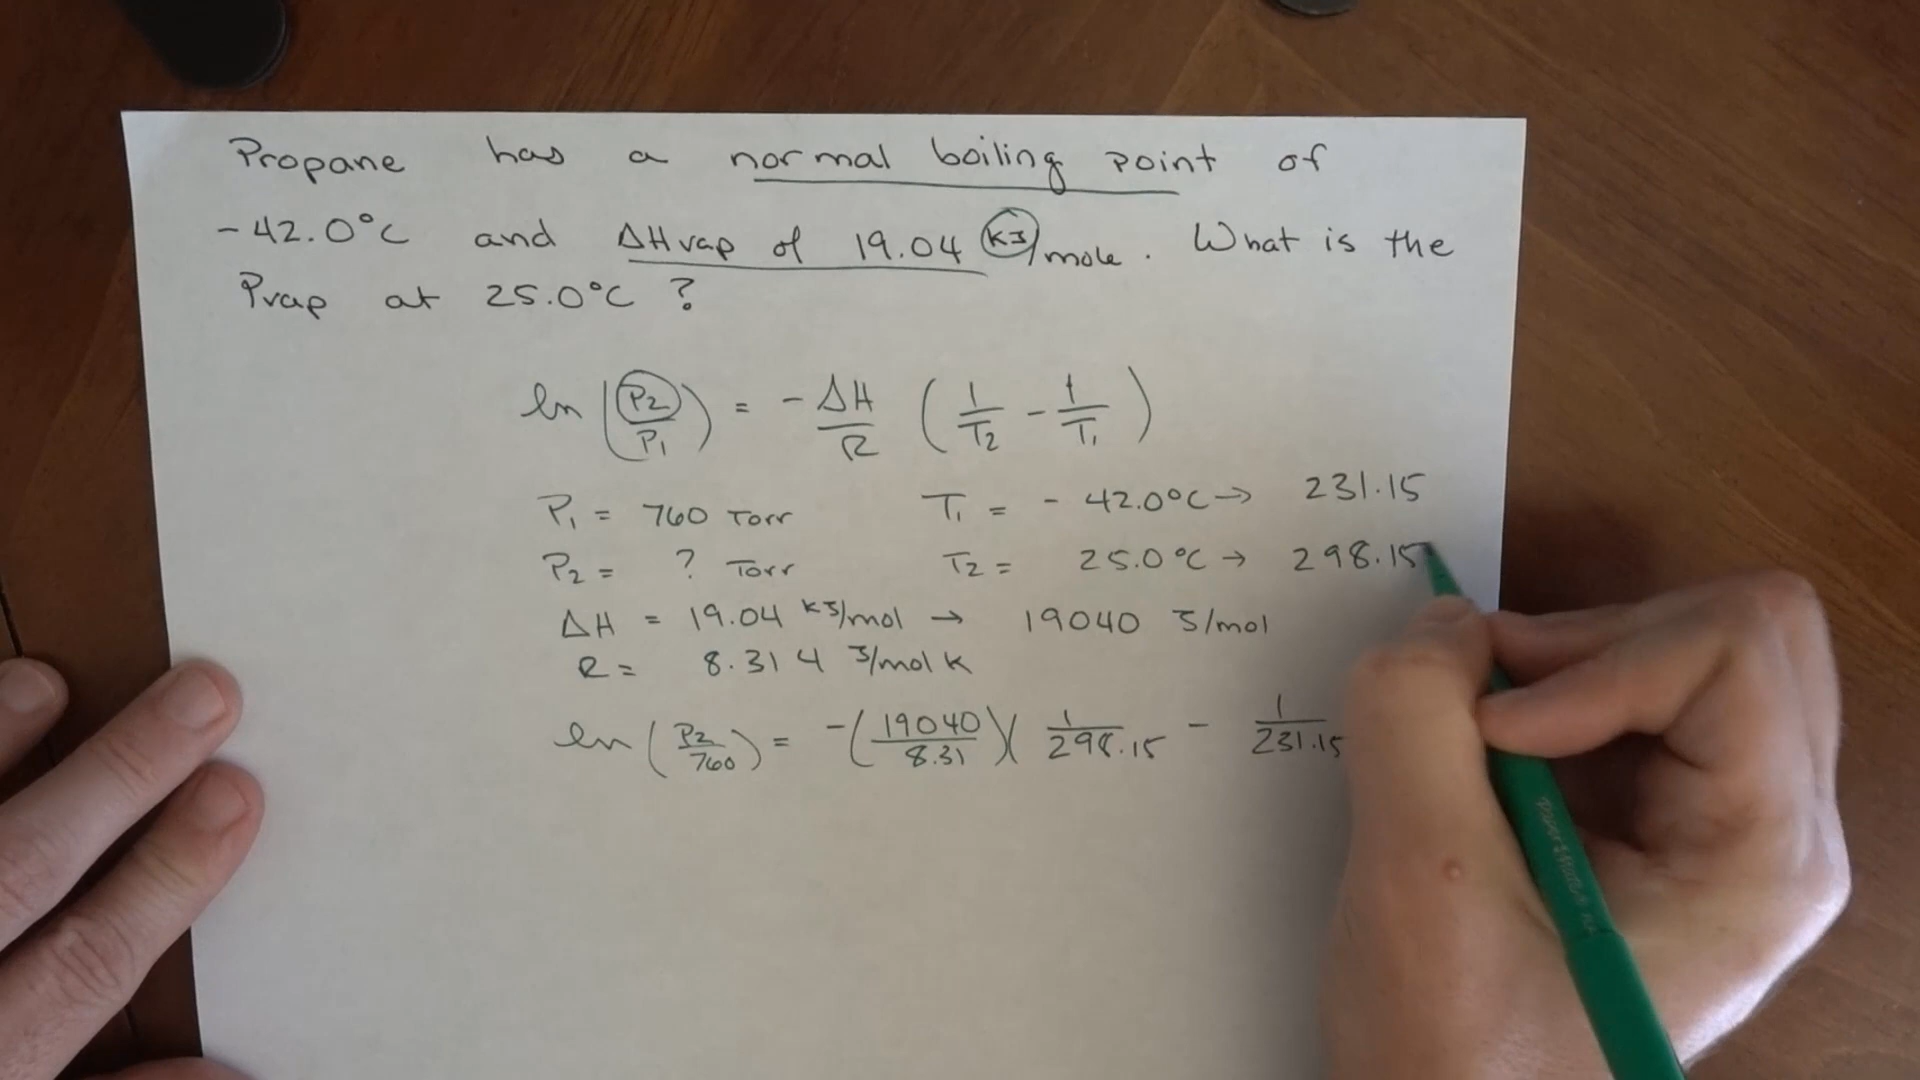 Propane has a normal boiling point of
-42.0°C and ΔHvap of 19.04 kJ/mole. What is the
Pvap at 25.0°C ?
ln (P2/P1) = -ΔH/R (1/T2 - 1/T1)
P1 = 760 Torr T1 = -42.0°C → 231.15
P2 = ? Torr T2 = 25.0°C → 298.15
ΔH = 19.04 kJ/mol → 19040 J/mol
R = 8.314 J/mol K
ln (P2/760) = -(19040/8.31)(1/298.15 - 1/231.15
PaperMate